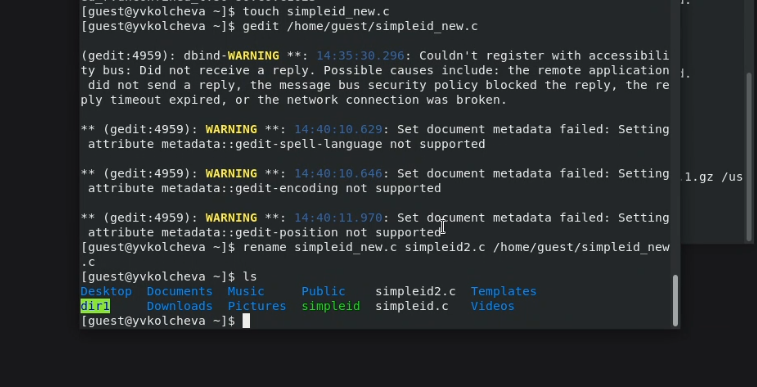 [guest@yvkolcheva ~]$ touch simpleid_new.c
[guest@yvkolcheva ~]$ gedit /home/guest/simpleid_new.c
(gedit:4959): dbind-WARNING **: 14:35:30.296: Couldn't register with accessibili
ty bus: Did not receive a reply. Possible causes include: the remote application
did not send a reply, the message bus security policy blocked the reply, the re
ply timeout expired, or the network connection was broken.
** (gedit:4959): WARNING **: 14:40:10.629: Set document metadata failed: Setting
attribute metadata::gedit-spell-language not supported
** (gedit:4959): WARNING **: 14:40:10.646: Set document metadata failed: Setting
attribute metadata::gedit-encoding not supported
** (gedit:4959): WARNING **: 14:40:11.970: Set document metadata failed: Setting
attribute metadata::gedit-position not supported
[guest@yvkolcheva ~]$ rename simpleid_new.c simpleid2.c /home/guest/simpleid_new
.c
[guest@yvkolcheva ~]$ ls
Desktop Documents Music Public simpleid2.c Templates
dir1 Downloads Pictures simpleid simpleid.c Videos
[guest@yvkolcheva ~]$
d.
.1.gz /us